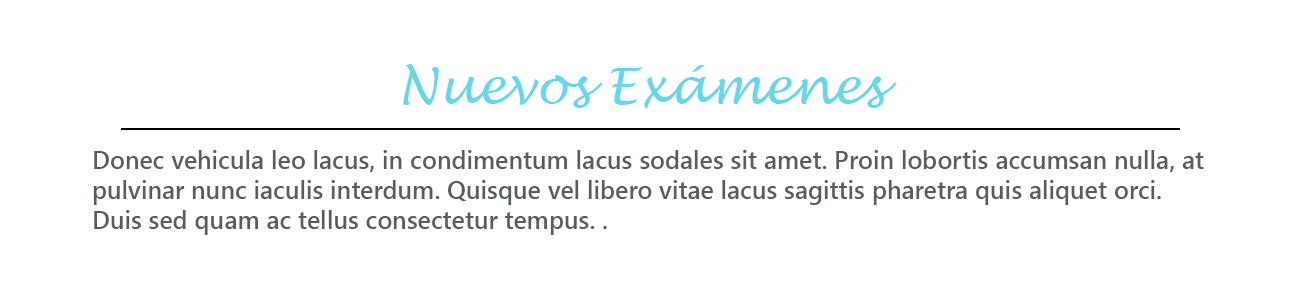 Nuevos Exámenes
Donec vehicula leo lacus, in condimentum lacus sodales sit amet. Proin lobortis accumsan nulla, at
pulvinar nunc iaculis interdum. Quisque vel libero vitae lacus sagittis pharetra quis aliquet orci.
Duis sed quam ac tellus consectetur tempus. .